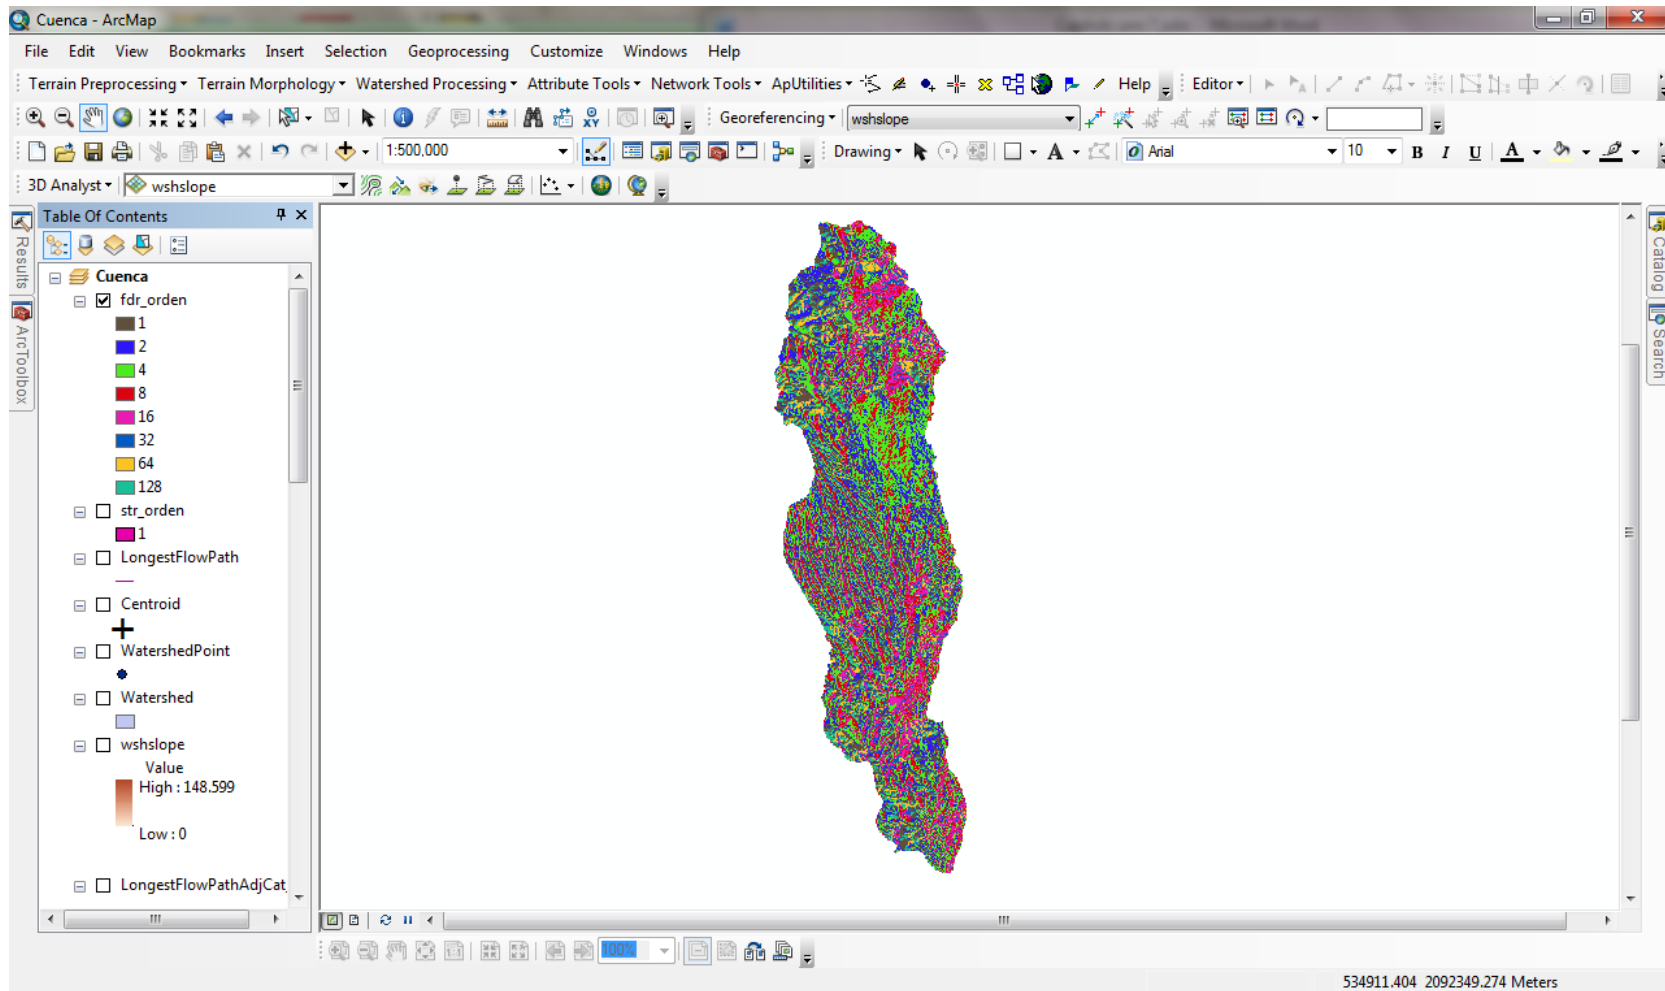 Cuenca - ArcMap
File Edit View Bookmarks Insert Selection Geoprocessing Customize Windows Help
Terrain Preprocessing Terrain Morphology Watershed Processing Attribute Tools Network Tools ApUtilities Help Editor
Georeferencing wshslope
1:500,000 Drawing A Arial 10 B I U A
3D Analyst wshslope
Table Of Contents
Results
ArcToolbox
Cuenca
fdr_orden
1
2
4
8
16
32
64
128
str_orden
1
LongestFlowPath
Centroid
WatershedPoint
Watershed
wshslope
Value
High : 148.599
Low : 0
LongestFlowPathAdjCat
Catalog
Search
100%
534911.404 2092349.274 Meters